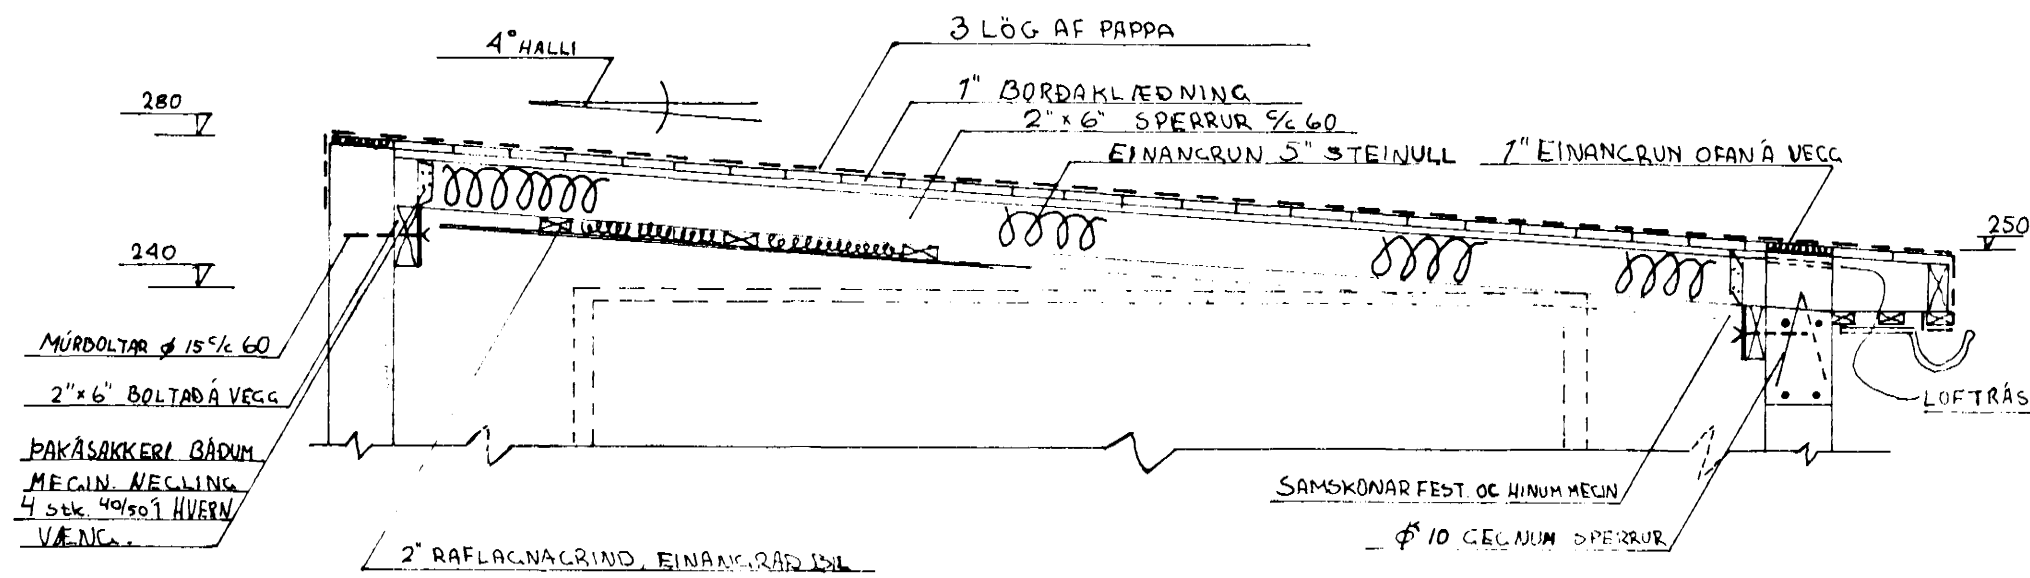 3 LÖG AF PAPPA
4° HALLI
1" BORÐAKLÆÐNING
280
2" x 6" SPERRUR c/c 60
EINANGRUN 5" STEINULL
1" EINANGRUN OFAN Á VEGG
250
240
MÚRBOLTAR ϕ 15 c/c 60
2" x 6" BOLTAÐ Á VEGG
LOFTRÁS
ÞAKÁSAKKERI BÁÐUM
MEGIN. NEGLING
4 stk. 40/50 Í HVERN
VÆNG.
SAMSKONAR FEST. OG HINUM MEGIN
ϕ 10 GEGNUM SPERRUR
2" RAFLAGNAGRIND, EINANGRAÐ BIL